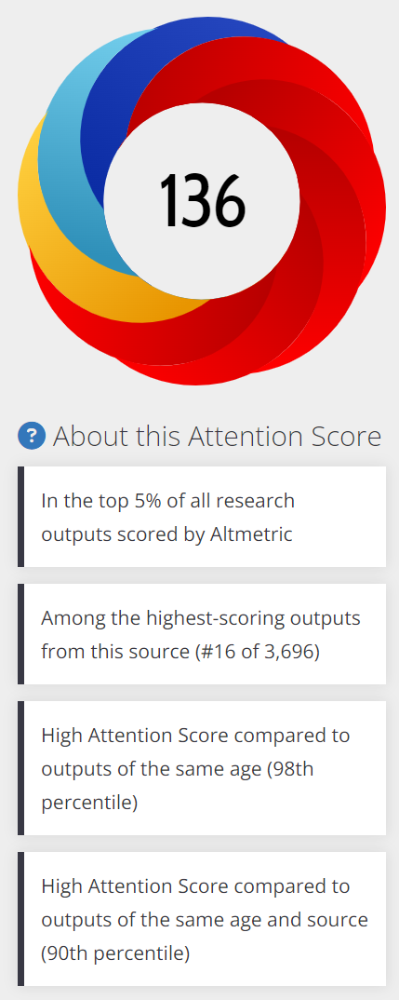 136
? About this Attention Score
In the top 5% of all research
outputs scored by Altmetric
Among the highest-scoring outputs
from this source (#16 of 3,696)
High Attention Score compared to
outputs of the same age (98th
percentile)
High Attention Score compared to
outputs of the same age and source
(90th percentile)